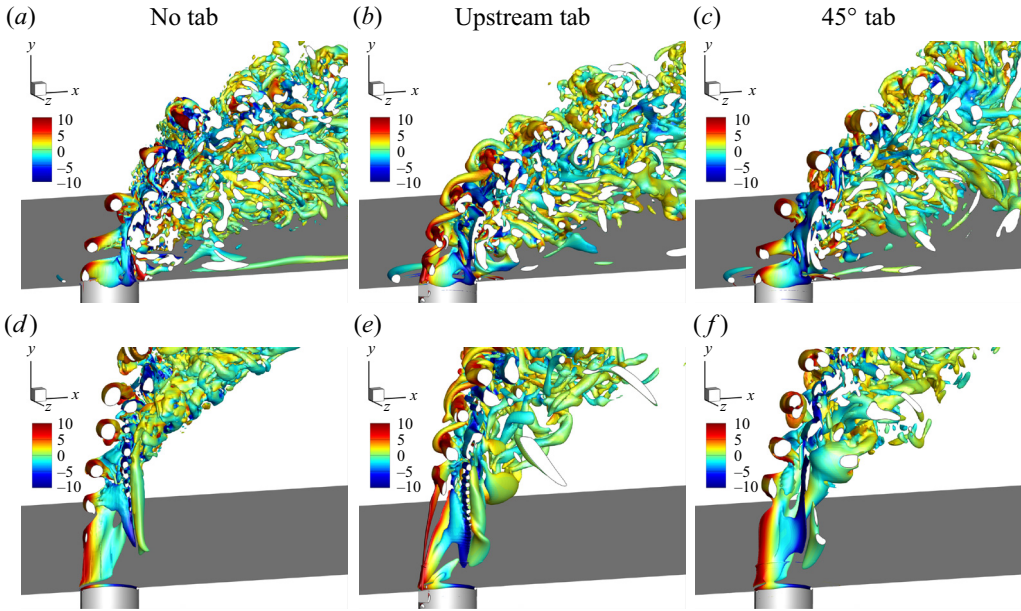 (a) No tab (b) Upstream tab (c) 45° tab
y y y
z x z x z x
10 10 10
5 5 5
0 0 0
–5 –5 –5
–10 –10 –10
(d) (e) (f)
y y y
z x z x z x
10 10 10
5 5 5
0 0 0
–5 –5 –5
–10 –10 –10